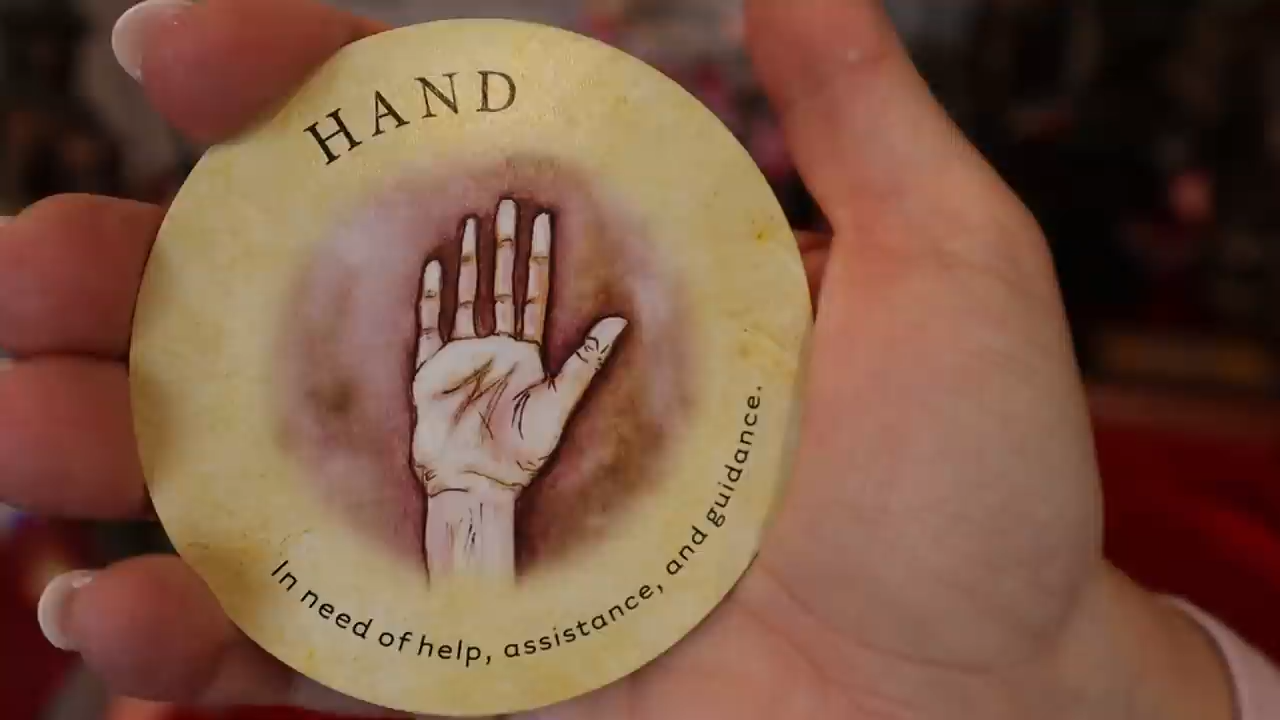 HAND
In need of help, assistance, and guidance.